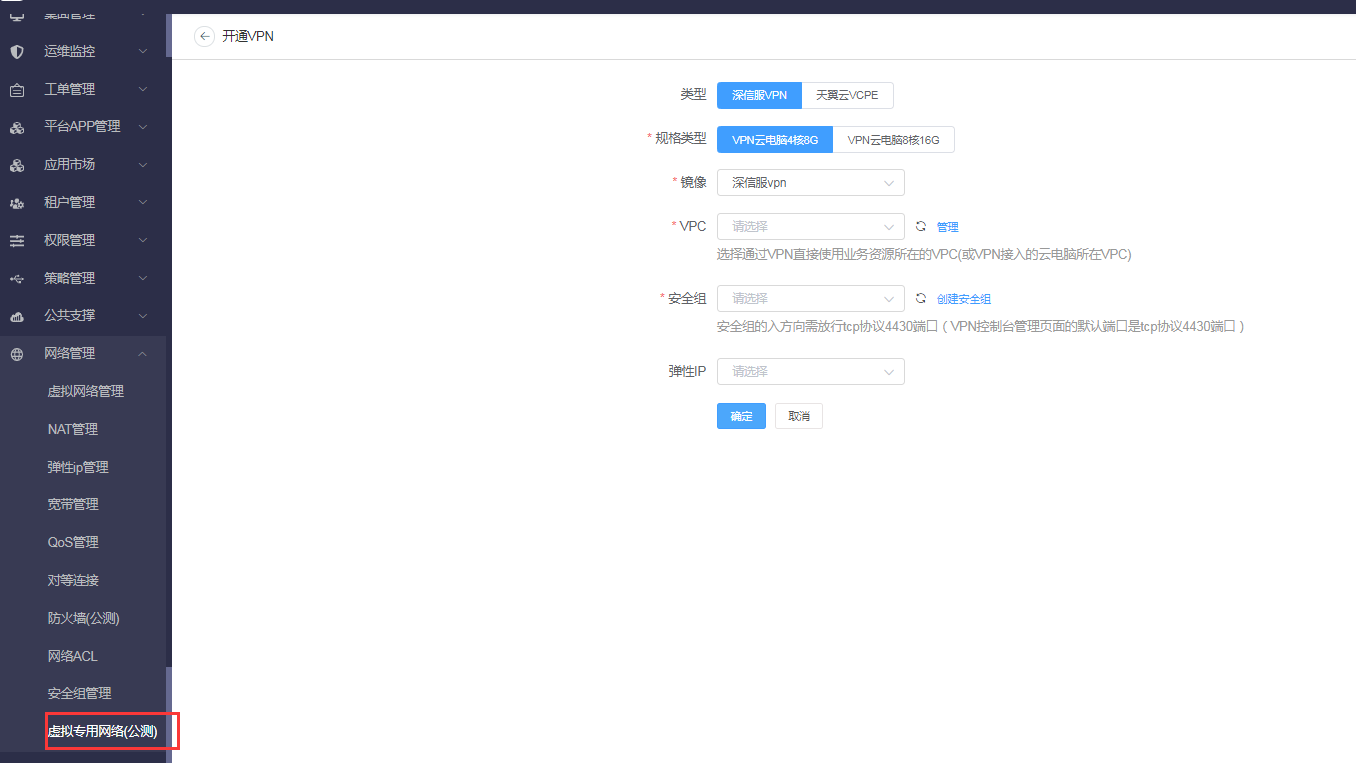 桌面管理
运维监控
工单管理
平台APP管理
应用市场
租户管理
权限管理
策略管理
公共支撑
网络管理
虚拟网络管理
NAT管理
弹性ip管理
宽带管理
QoS管理
对等连接
防火墙(公测)
网络ACL
安全组管理
虚拟专用网络(公测)
开通VPN
类型 深信服VPN 天翼云VCPE
* 规格类型 VPN云电脑4核8G VPN云电脑8核16G
* 镜像 深信服vpn
* VPC 请选择 管理
选择通过VPN直接使用业务资源所在的VPC(或VPN接入的云电脑所在VPC)
* 安全组 请选择 创建安全组
安全组的入方向需放行tcp协议4430端口（VPN控制台管理页面的默认端口是tcp协议4430端口）
弹性IP 请选择
确定 取消